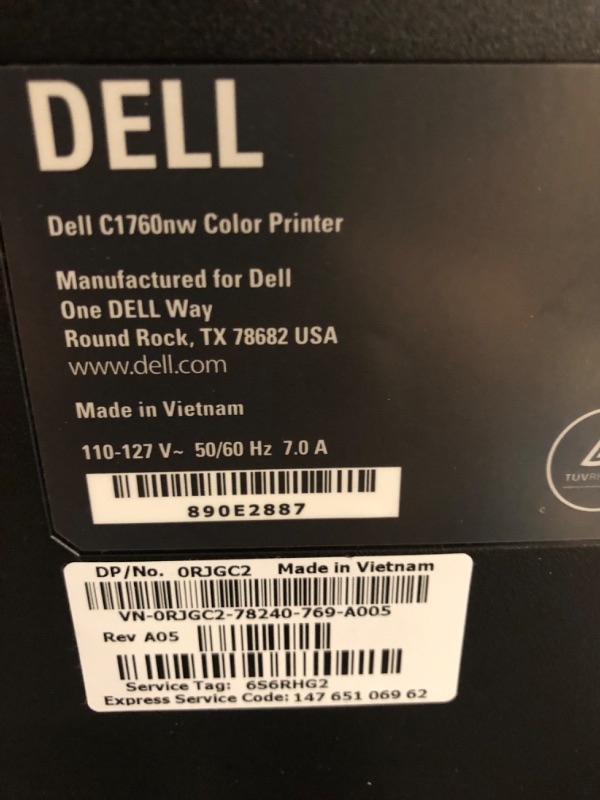 DELL
Dell C1760nw Color Printer
Manufactured for Dell
One DELL Way
Round Rock, TX 78682 USA
www.dell.com
Made in Vietnam
110-127 V~ 50/60 Hz 7.0 A
890E2887
DP/No. 0RJGC2 Made in Vietnam
VN-0RJGC2-78240-769-A005
Rev A05
Service Tag: 6S6RHG2
Express Service Code: 147 651 069 62